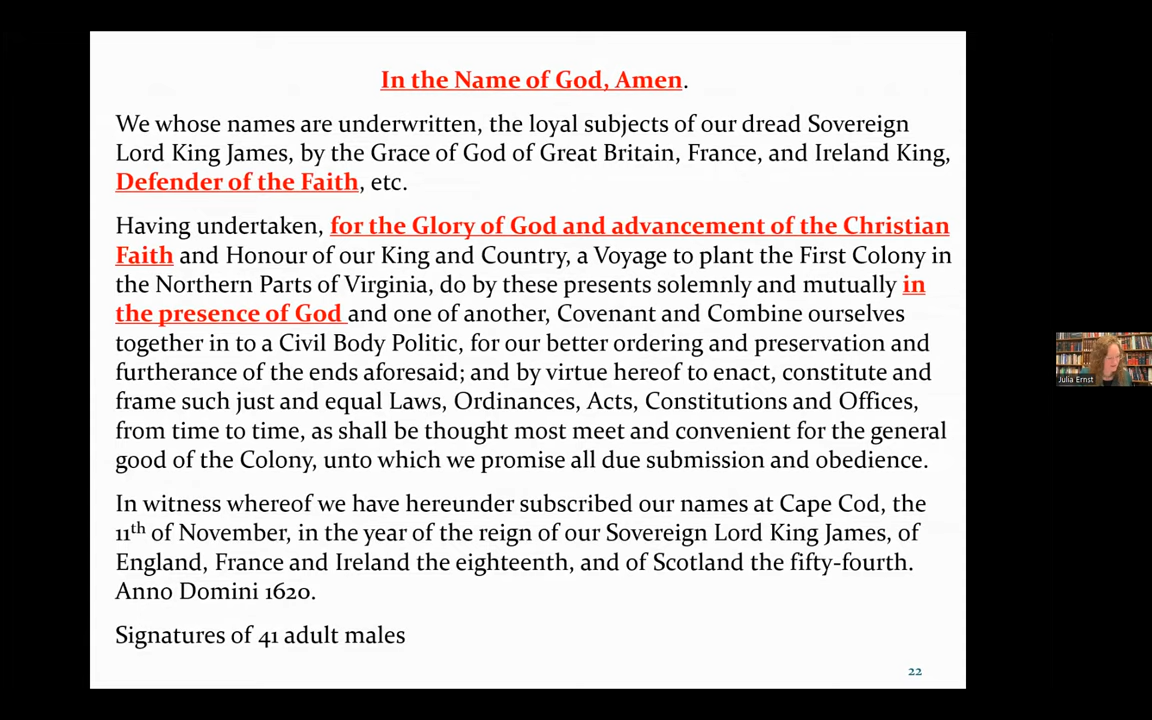 In the Name of God, Amen.
We whose names are underwritten, the loyal subjects of our dread Sovereign
Lord King James, by the Grace of God of Great Britain, France, and Ireland King,
Defender of the Faith, etc.
Having undertaken, for the Glory of God and advancement of the Christian
Faith and Honour of our King and Country, a Voyage to plant the First Colony in
the Northern Parts of Virginia, do by these presents solemnly and mutually in
the presence of God and one of another, Covenant and Combine ourselves
together in to a Civil Body Politic, for our better ordering and preservation and
furtherance of the ends aforesaid; and by virtue hereof to enact, constitute and
frame such just and equal Laws, Ordinances, Acts, Constitutions and Offices,
from time to time, as shall be thought most meet and convenient for the general
good of the Colony, unto which we promise all due submission and obedience.
In witness whereof we have hereunder subscribed our names at Cape Cod, the
11th of November, in the year of the reign of our Sovereign Lord King James, of
England, France and Ireland the eighteenth, and of Scotland the fifty-fourth.
Anno Domini 1620.
Signatures of 41 adult males
22
Julia Ernst